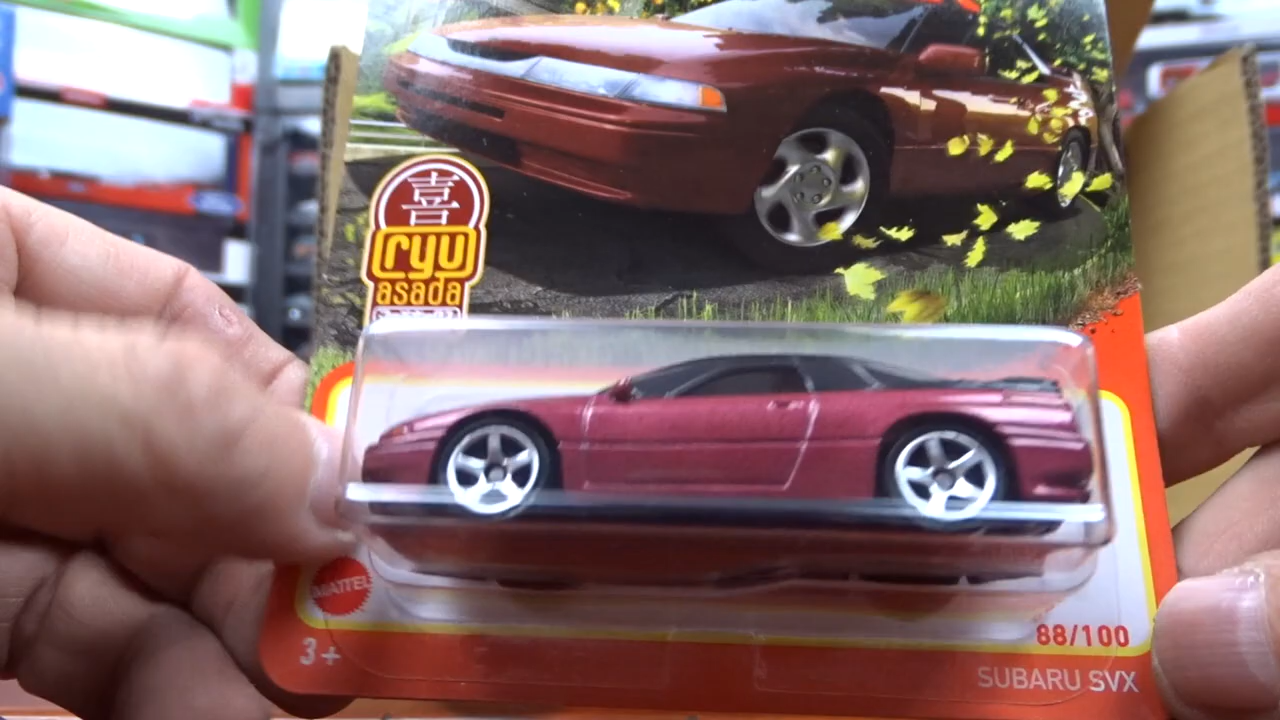 喜
ryu
asada
MATTEL
88/100
3+
SUBARU SVX